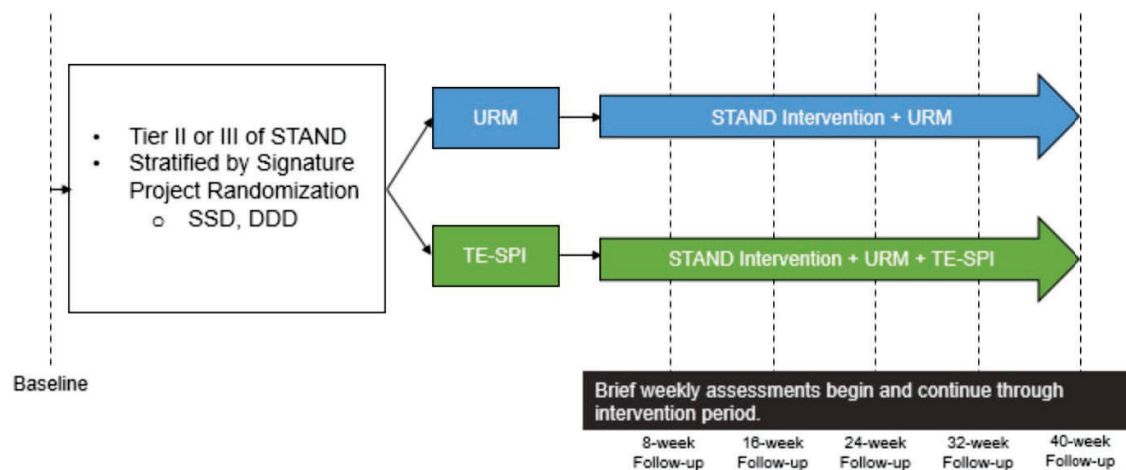 • Tier II or III of STAND
• Stratified by Signature
Project Randomization
o SSD, DDD
URM
STAND Intervention + URM
TE-SPI
STAND Intervention + URM + TE-SPI
Baseline
Brief weekly assessments begin and continue through
intervention period.
8-week
Follow-up
16-week
Follow-up
24-week
Follow-up
32-week
Follow-up
40-week
Follow-up